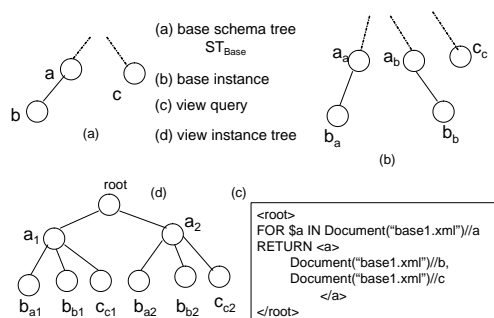 (a) base schema tree
ST_Base
(b) base instance
(c) view query
(d) view instance tree
a
b
c
(a)
a_a
a_b
c_c
b_a
b_b
(b)
root
(d)
a_1
a_2
b_a1
b_b1
c_c1
b_a2
b_b2
c_c2
(c)
<root>
FOR $a IN Document("base1.xml")//a
RETURN <a>
Document("base1.xml")//b,
Document("base1.xml")//c
</a>
</root>